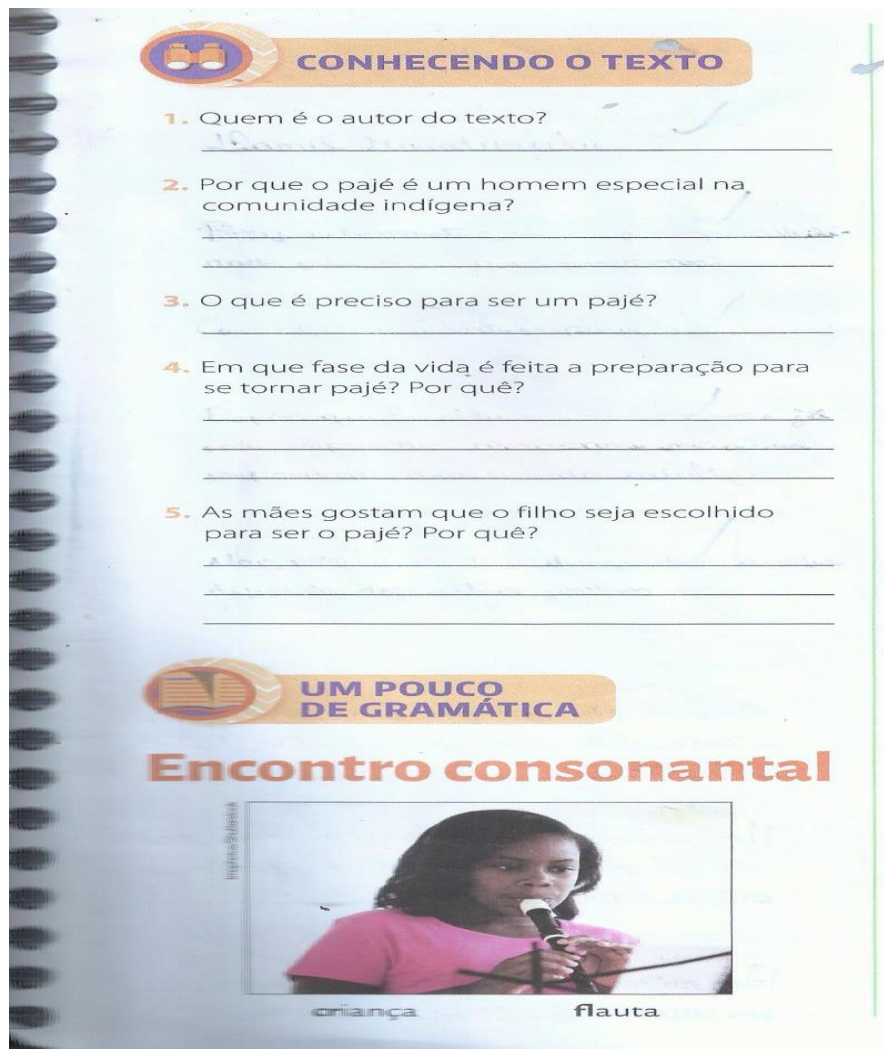 CONHECENDO O TEXTO
1. Quem é o autor do texto?
2. Por que o pajé é um homem especial na
comunidade indígena?
3. O que é preciso para ser um pajé?
4. Em que fase da vida é feita a preparação para
se tornar pajé? Por quê?
5. As mães gostam que o filho seja escolhido
para ser o pajé? Por quê?
UM POUCO
DE GRAMÁTICA
Encontro consonantal
criança flauta